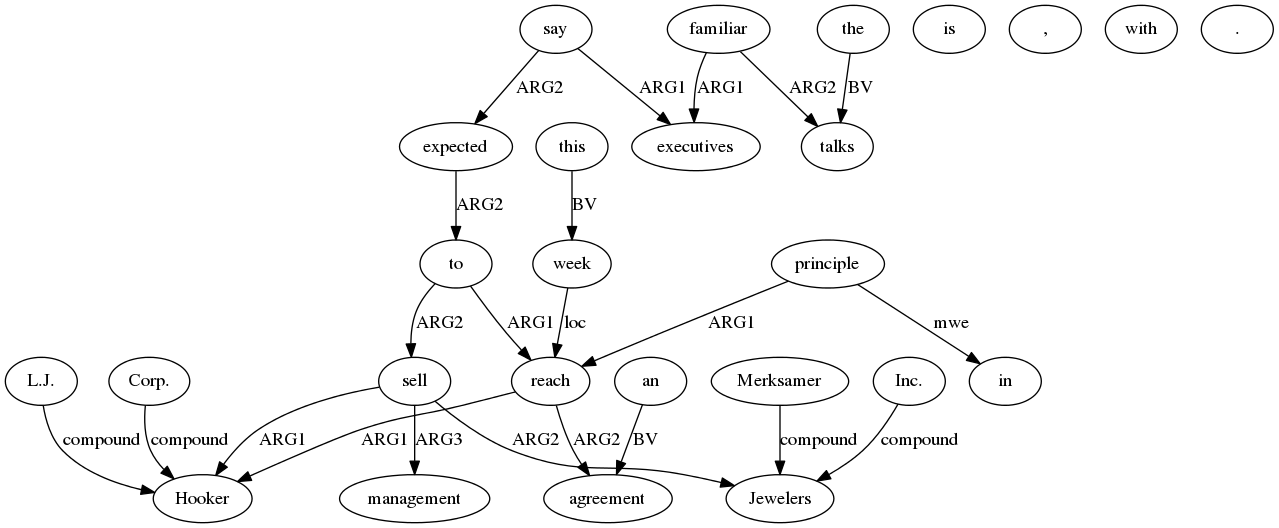 say familiar the is , with .
ARG2 ARG1 ARG1 ARG2 BV
expected this executives talks
ARG2 BV
to week principle
ARG2 ARG1 loc ARG1 mwe
L.J. Corp. sell reach an Merksamer Inc. in
compound compound ARG1 ARG1 ARG3 ARG2 ARG2 BV compound compound
Hooker management agreement Jewelers